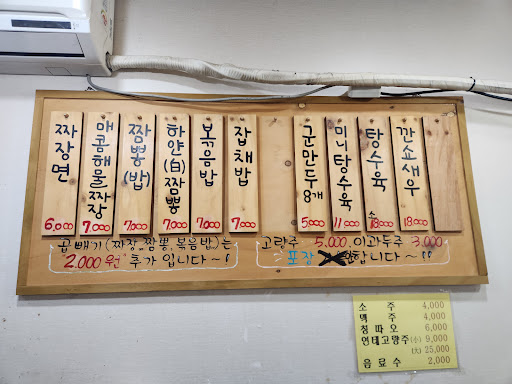 짜장면
6,000
매콤해물짜장
7,000
짬뽕(밥)
7,000
하얀(白)짬뽕
7,000
볶음밥
7,000
잡채밥
7,000
군만두8개
5,000
미니탕수육
11,000
탕수육
소
18,000
깐쇼새우
18,000
곱빼기(짜장,짬뽕,볶음밥)는
2.000원 추가입니다~!!
고량주 5,000 이과두주 3,000
포장 합니다~!!
소 주 4,000
맥 주 4,000
칭따오 6,000
연태고량주(小) 9,000
(大) 25,000
음료수 2,000